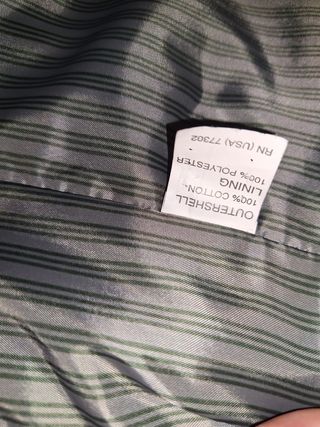 OUTERSHELL
100% COTTON
LINING
100% POLYESTER
RN (USA) 77302